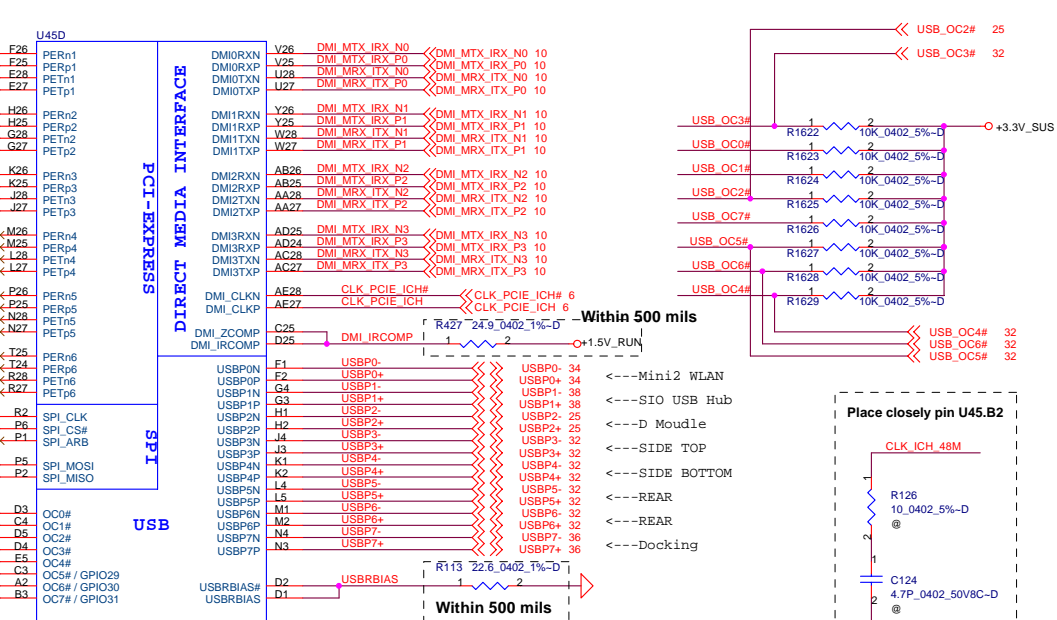 U45D
F26 PERn1
F25 PERp1
E28 PETn1
E27 PETp1
H26 PERn2
H25 PERp2
G28 PETn2
G27 PETp2
K26 PERn3
K25 PERp3
J28 PETn3
J27 PETp3
M26 PERn4
M25 PERp4
L28 PETn4
L27 PETp4
P26 PERn5
P25 PERp5
N28 PETn5
N27 PETp5
T25 PERn6
T24 PERp6
R28 PETn6
R27 PETp6
R2 SPI_CLK
P6 SPI_CS#
P1 SPI_ARB
P5 SPI_MOSI
P2 SPI_MISO
D3 OC0#
C4 OC1#
D5 OC2#
D4 OC3#
E5 OC4#
C3 OC5# / GPIO29
A2 OC6# / GPIO30
B3 OC7# / GPIO31
PCI-EXPRESS
DIRECT MEDIA INTERFACE
SPI
USB
DMI0RXN V26 DMI_MTX_IRX_N0 DMI_MTX_IRX_N0 10
DMI0RXP V25 DMI_MTX_IRX_P0 DMI_MTX_IRX_P0 10
DMI0TXN U28 DMI_MRX_ITX_N0 DMI_MRX_ITX_N0 10
DMI0TXP U27 DMI_MRX_ITX_P0 DMI_MRX_ITX_P0 10
DMI1RXN Y26 DMI_MTX_IRX_N1 DMI_MTX_IRX_N1 10
DMI1RXP Y25 DMI_MTX_IRX_P1 DMI_MTX_IRX_P1 10
DMI1TXN W28 DMI_MRX_ITX_N1 DMI_MRX_ITX_N1 10
DMI1TXP W27 DMI_MRX_ITX_P1 DMI_MRX_ITX_P1 10
DMI2RXN AB26 DMI_MTX_IRX_N2 DMI_MTX_IRX_N2 10
DMI2RXP AB25 DMI_MTX_IRX_P2 DMI_MTX_IRX_P2 10
DMI2TXN AA28 DMI_MRX_ITX_N2 DMI_MRX_ITX_N2 10
DMI2TXP AA27 DMI_MRX_ITX_P2 DMI_MRX_ITX_P2 10
DMI3RXN AD25 DMI_MTX_IRX_N3 DMI_MTX_IRX_N3 10
DMI3RXP AD24 DMI_MTX_IRX_P3 DMI_MTX_IRX_P3 10
DMI3TXN AC28 DMI_MRX_ITX_N3 DMI_MRX_ITX_N3 10
DMI3TXP AC27 DMI_MRX_ITX_P3 DMI_MRX_ITX_P3 10
DMI_CLKN AE28 CLK_PCIE_ICH# CLK_PCIE_ICH# 6
DMI_CLKP AE27 CLK_PCIE_ICH CLK_PCIE_ICH 6
Within 500 mils
DMI_ZCOMP C25
DMI_IRCOMP D25 DMI_IRCOMP
R427 24.9_0402_1%~D
1 2 +1.5V_RUN
USBP0N F1 USBP0- USBP0- 34
USBP0P F2 USBP0+ USBP0+ 34 <---Mini2 WLAN
USBP1N G4 USBP1- USBP1- 38
USBP1P G3 USBP1+ USBP1+ 38 <---SIO USB Hub
USBP2N H1 USBP2- USBP2- 25
USBP2P H2 USBP2+ USBP2+ 25 <---D Moudle
USBP3N J4 USBP3- USBP3- 32
USBP3P J3 USBP3+ USBP3+ 32 <---SIDE TOP
USBP4N K1 USBP4- USBP4- 32
USBP4P K2 USBP4+ USBP4+ 32 <---SIDE BOTTOM
USBP5N L4 USBP5- USBP5- 32
USBP5P L5 USBP5+ USBP5+ 32 <---REAR
USBP6N M1 USBP6- USBP6- 32
USBP6P M2 USBP6+ USBP6+ 32 <---REAR
USBP7N N4 USBP7- USBP7- 36
USBP7P N3 USBP7+ USBP7+ 36 <---Docking
USBRBIAS# D2 USBRBIAS
USBRBIAS D1
R113 22.6_0402_1%~D
1 2
Within 500 mils
USB_OC2# 25
USB_OC3# 32
USB_OC3# 1 2
R1622 10K_0402_5%~D
+3.3V_SUS
USB_OC0# 1 2
R1623 10K_0402_5%~D
USB_OC1# 1 2
R1624 10K_0402_5%~D
USB_OC2# 1 2
R1625 10K_0402_5%~D
USB_OC7# 1 2
R1626 10K_0402_5%~D
USB_OC5# 1 2
R1627 10K_0402_5%~D
USB_OC6# 1 2
R1628 10K_0402_5%~D
USB_OC4# 1 2
R1629 10K_0402_5%~D
USB_OC4# 32
USB_OC6# 32
USB_OC5# 32
Place closely pin U45.B2
CLK_ICH_48M
1
R126
10_0402_5%~D
@
2
1
C124
4.7P_0402_50V8C~D
2
@